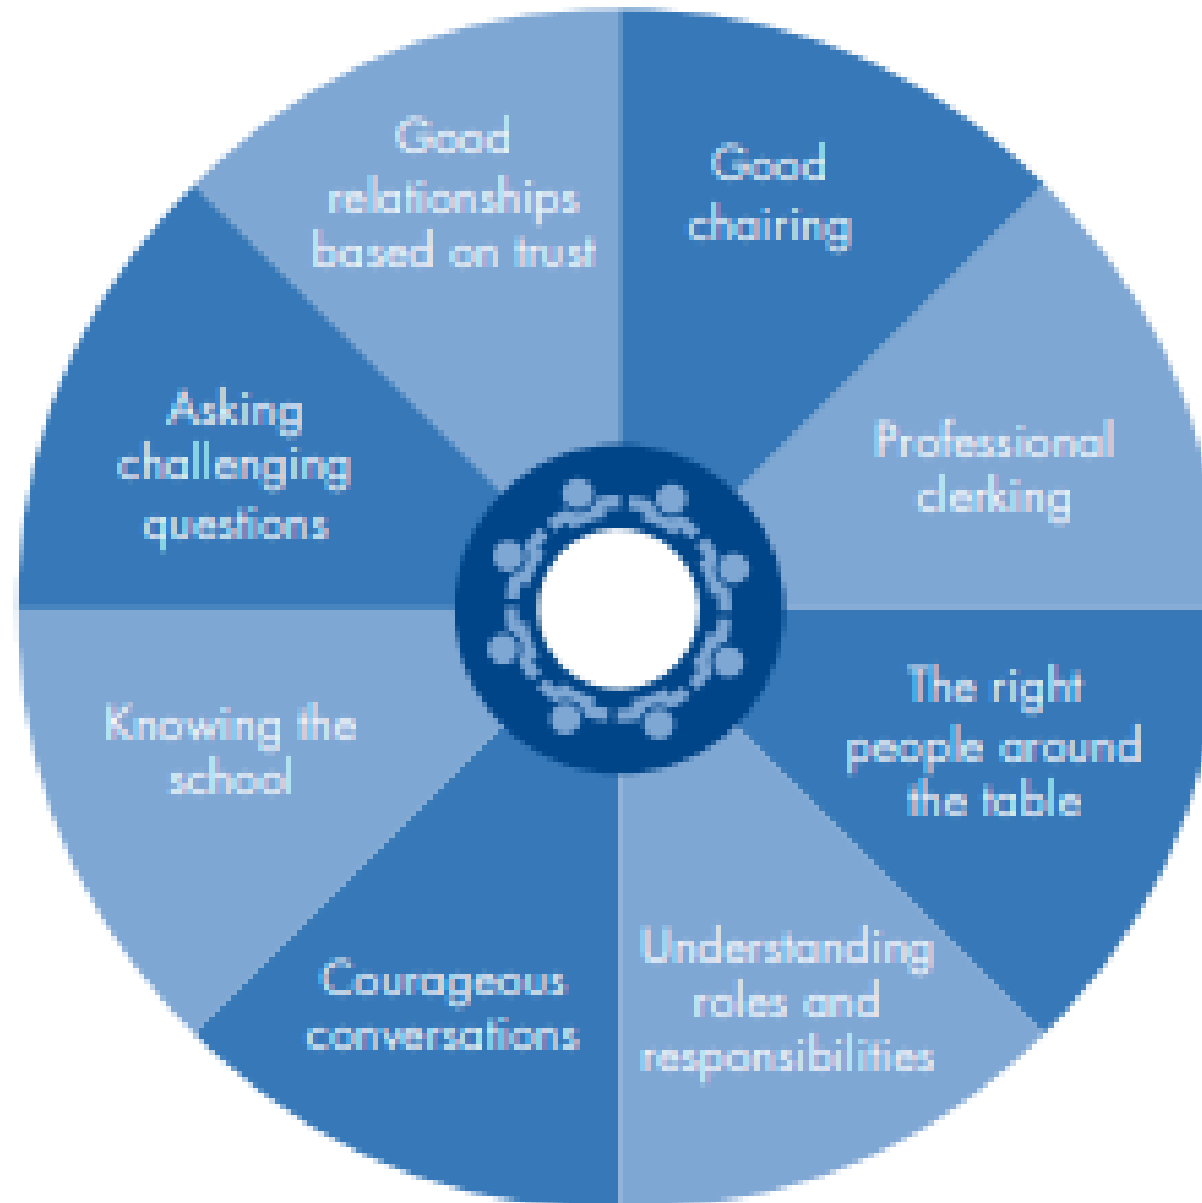 Good
chairing
Professional
clerking
The right
people around
the table
Understanding
roles and
responsibilities
Courageous
conversations
Knowing the
school
Asking
challenging
questions
Good
relationships
based on trust